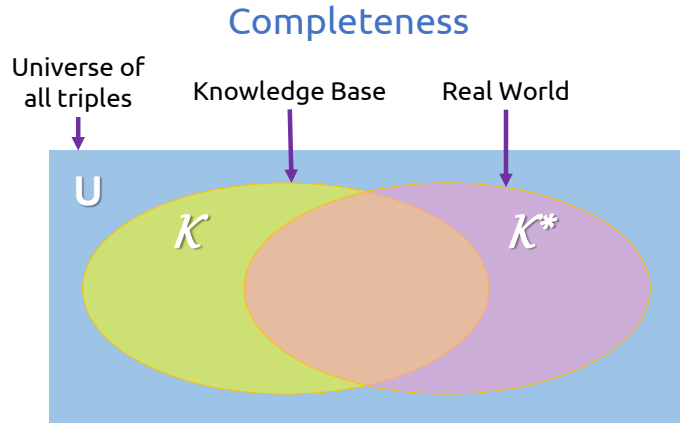 Completeness
Universe of
all triples
Knowledge Base
Real World
U
K
K*